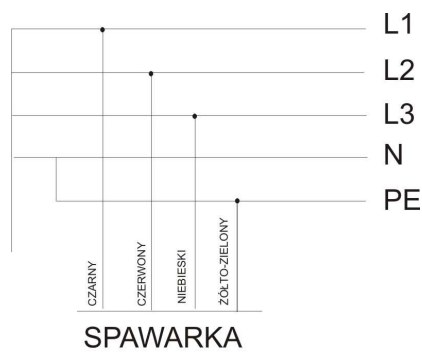 L1
L2
L3
N
PE
CZARNY
CZERWONY
NIEBIESKI
ŻÓŁTO-ZIELONY
SPAWARKA